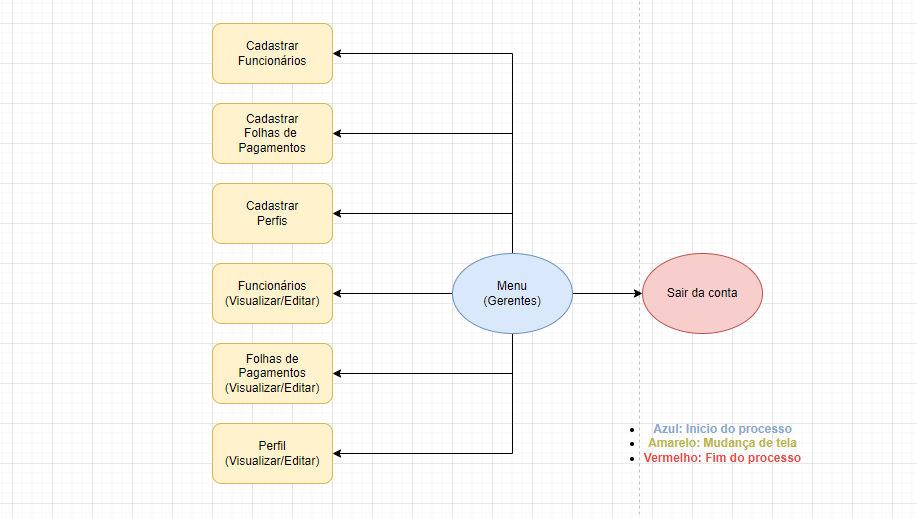 Cadastrar
Funcionários
Cadastrar
Folhas de
Pagamentos
Cadastrar
Perfis
Funcionários
(Visualizar/Editar)
Menu
(Gerentes)
Sair da conta
Folhas de
Pagamentos
(Visualizar/Editar)
Perfil
(Visualizar/Editar)
Azul: Inicio do processo
Amarelo: Mudança de tela
Vermelho: Fim do processo